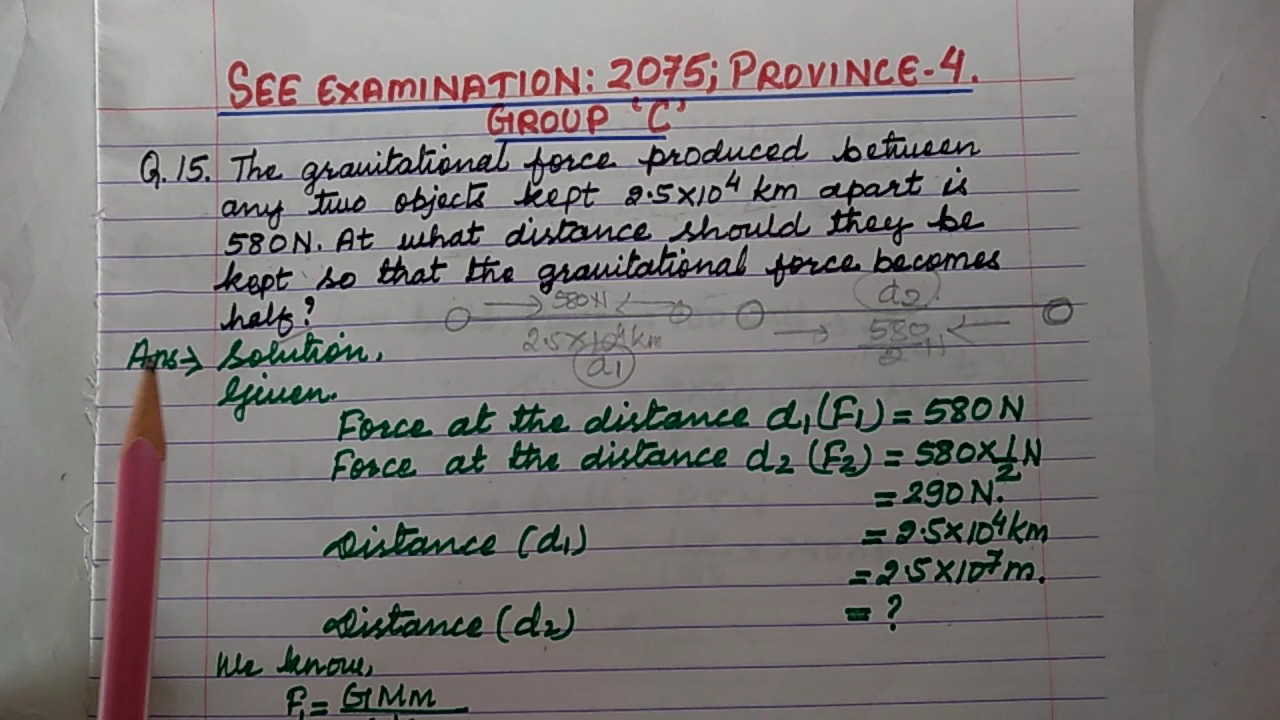 SEE EXAMINATION: 2075; PROVINCE-4.
GROUP 'C'
Q.15. The gravitational force produced between
any two objects kept 2.5×10⁴ km apart is
580N. At what distance should they be
kept so that the gravitational force becomes
half?
580N
2.5×10⁴km
d₁
d₂
580
2
Ans→ Solution,
Given.
Force at the distance d₁(F₁) = 580 N
Force at the distance d₂ (F₂) = 580×1/2 N
= 290 N.
Distance (d₁) = 2.5×10⁴km
= 2.5×10⁷m.
Distance (d₂) = ?
We know,
F₁ = GMm